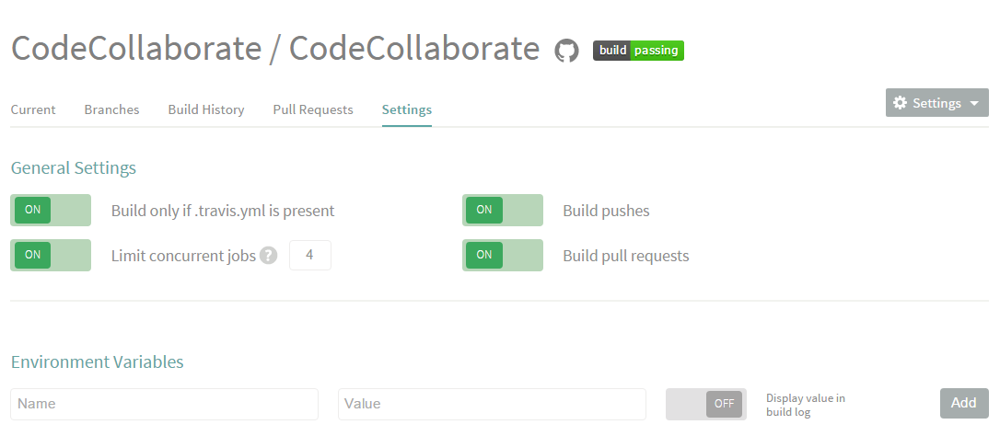 CodeCollaborate / CodeCollaborate build passing
Current Branches Build History Pull Requests Settings Settings
General Settings
ON Build only if .travis.yml is present ON Build pushes
ON Limit concurrent jobs ? 4 ON Build pull requests
Environment Variables
Name Value OFF Display value in
build log Add